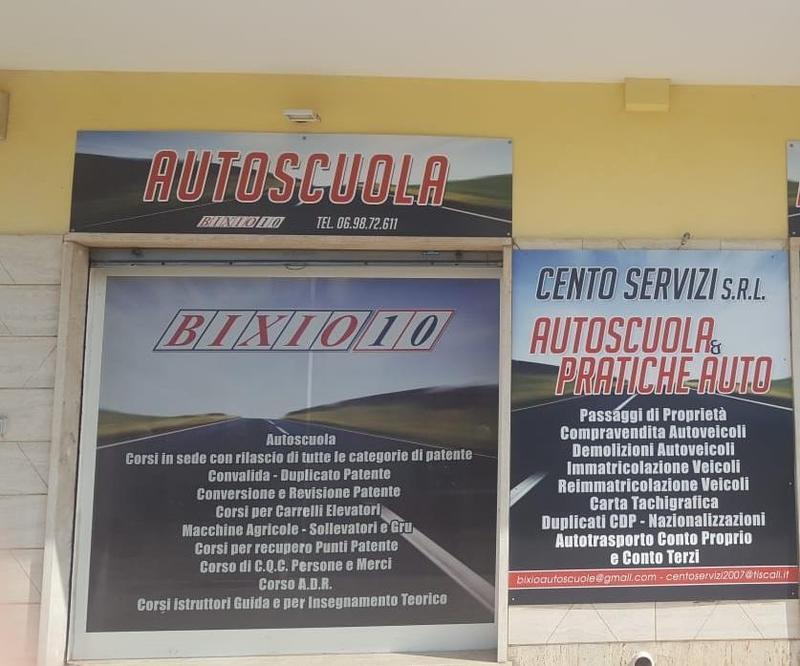 AUTOSCUOLA
BIXIO 10 TEL. 06.98.72.611
BIXIO 10
Autoscuola
Corsi in sede con rilascio di tutte le categorie di patente
Convalida - Duplicato Patente
Conversione e Revisione Patente
Corsi per Carrelli Elevatori
Macchine Agricole - Sollevatori e Gru
Corsi per recupero Punti Patente
Corso di C.Q.C. Persone e Merci
Corso A.D.R.
Corsi istruttori Guida e per Insegnamento Teorico
CENTO SERVIZI S.R.L.
AUTOSCUOLA &
PRATICHE AUTO
Passaggi di Proprietà
Compravendita Autoveicoli
Demolizioni Autoveicoli
Immatricolazione Veicoli
Reimmatricolazione Veicoli
Carta Tachigrafica
Duplicati CDP - Nazionalizzazioni
Autotrasporto Conto Proprio
e Conto Terzi
bixioautoscuole@gmail.com - centoservizi2007@tiscali.it